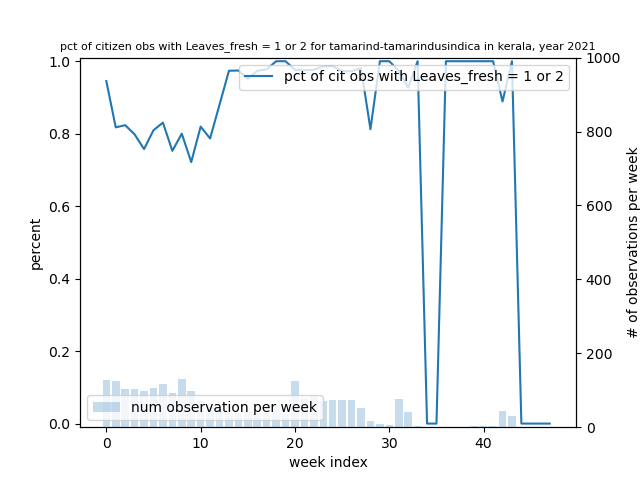 pct of citizen obs with Leaves_fresh = 1 or 2 for tamarind-tamarindusindica in kerala, year 2021
pct of cit obs with Leaves_fresh = 1 or 2
num observation per week
percent
1.0
0.8
0.6
0.4
0.2
0.0
# of observations per week
1000
800
600
400
200
0
0 10 20 30 40
week index